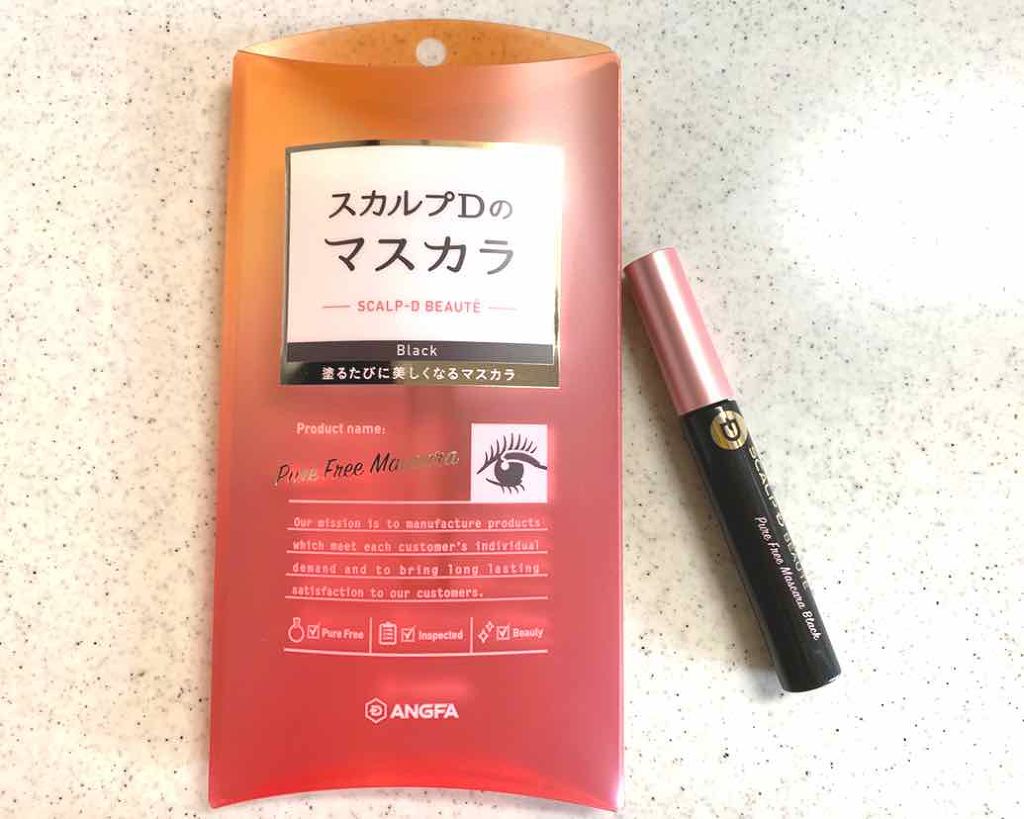 スカルプDの
マスカラ
SCALP-D BEAUTÉ
Black
塗るたびに美しくなるマスカラ
Product name:
Pure Free Mascara
Our mission is to manufacture products
which meet each customer's individual
demand and to bring long lasting
satisfaction to our customers.
Pure Free
Inspected
Beauty
ANGFA
SCALP-D BEAUTÉ
Pure Free Mascara Black